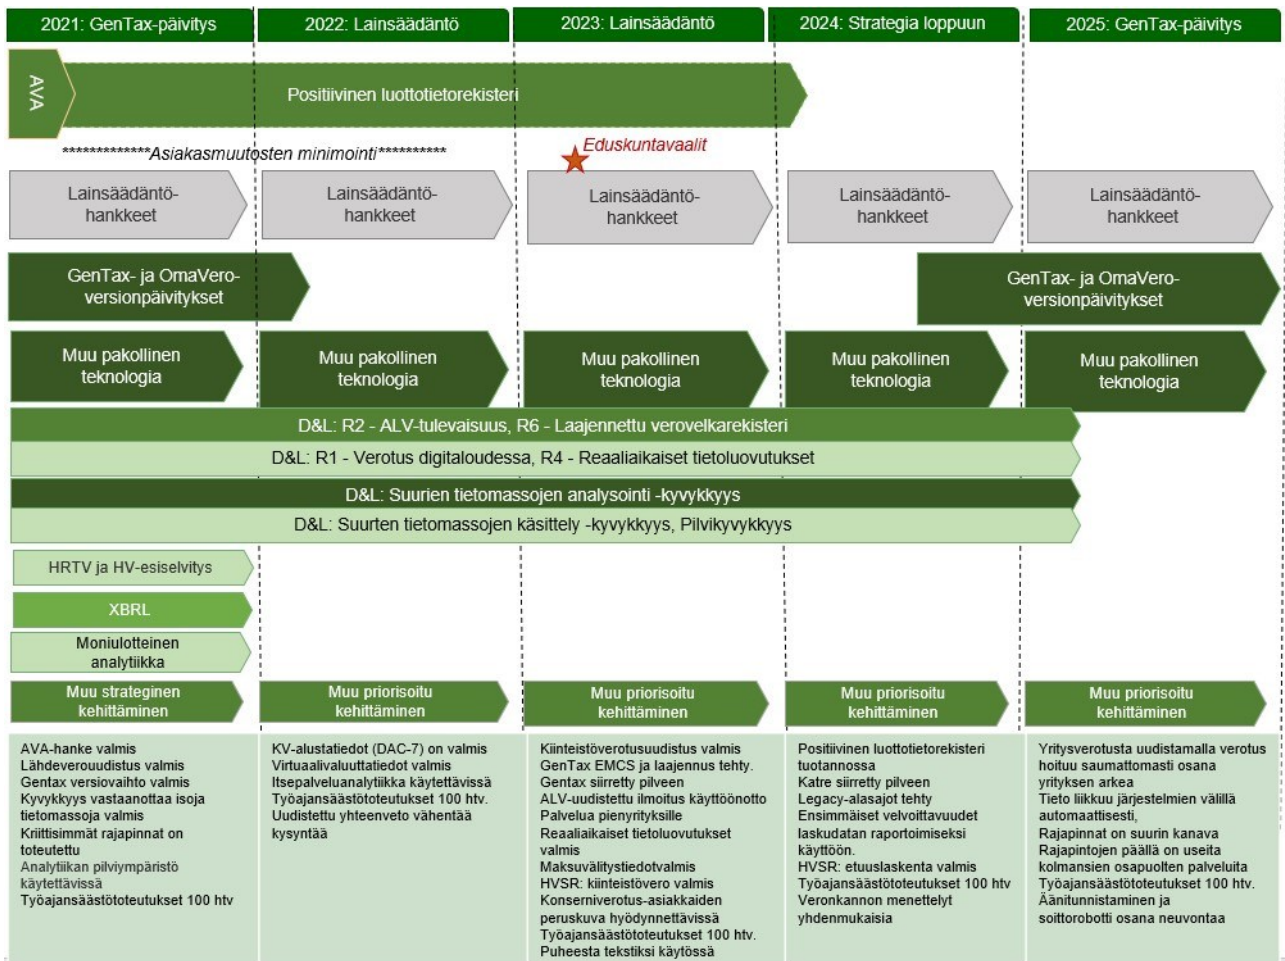 2021: GenTax-päivitys
2022: Lainsäädäntö
2023: Lainsäädäntö
2024: Strategia loppuun
2025: GenTax-päivitys
AVA
Positiivinen luottotietorekisteri
*************Asiakasmuutosten minimointi**********
Eduskuntavaalit
Lainsäädäntö-
hankkeet
Lainsäädäntö-
hankkeet
Lainsäädäntö-
hankkeet
Lainsäädäntö-
hankkeet
Lainsäädäntö-
hankkeet
GenTax- ja OmaVero-
versionpäivitykset
GenTax- ja OmaVero-
versionpäivitykset
Muu pakollinen
teknologia
Muu pakollinen
teknologia
Muu pakollinen
teknologia
Muu pakollinen
teknologia
Muu pakollinen
teknologia
D&L: R2 - ALV-tulevaisuus, R6 - Laajennettu verovelkarekisteri
D&L: R1 - Verotus digitaloudessa, R4 - Reaaliaikaiset tietoluovutukset
D&L: Suurien tietomassojen analysointi -kyvykkyys
D&L: Suurten tietomassojen käsittely -kyvykkyys, Pilvikyvykkyys
HRTV ja HV-esiselvitys
XBRL
Moniulotteinen
analytiikka
Muu strateginen
kehittäminen
Muu priorisoitu
kehittäminen
Muu priorisoitu
kehittäminen
Muu priorisoitu
kehittäminen
Muu priorisoitu
kehittäminen
AVA-hanke valmis
Lähdeverouudistus valmis
Gentax versiovaihto valmis
Kyvykkyys vastaanottaa isoja
tietomassoja valmis
Kriittisimmät rajapinnat on
toteutettu
Analytiikan pilviympäristö
käytettävissä
Työajansäästötoteutukset 100 htv
KV-alustatiedot (DAC-7) on valmis
Virtuaalivaluuttatiedot valmis
Itsepalveluanalytiikka käytettävissä
Työajansäästötoteutukset 100 htv.
Uudistettu yhteenveto vähentää
kysyntää
Kiinteistöverotusuudistus valmis
GenTax EMCS ja laajennus tehty.
Gentax siirretty pilveen
ALV-uudistettu ilmoitus käyttöönotto
Palvelua pienyrityksille
Reaaliaikaiset tietoluovutukset
valmis
Maksuvälitystiedotvalmis
HVSR: kiinteistövero valmis
Konserniverotus-asiakkaiden
peruskuva hyödynnettävissä
Työajansäästötoteutukset 100 htv.
Puheesta tekstiksi käytössä
Positiivinen luottotietorekisteri
tuotannossa
Katre siirretty pilveen
Legacy-alasajot tehty
Ensimmäiset velvoittavuudet
laskudatan raportoimiseksi
käyttöön.
HVSR: etuuslaskenta valmis
Työajansäästötoteutukset 100 htv
Veronkannon menettelyt
yhdenmukaisia
Yritysverotusta uudistamalla verotus
hoituu saumattomasti osana
yrityksen arkea
Tieto liikkuu järjestelmien välillä
automaattisesti,
Rajapinnat on suurin kanava
Rajapintojen päällä on useita
kolmansien osapuolten palveluita
Työajansäästötoteutukset 100 htv.
Äänitunnistaminen ja
soittorobotti osana neuvontaa